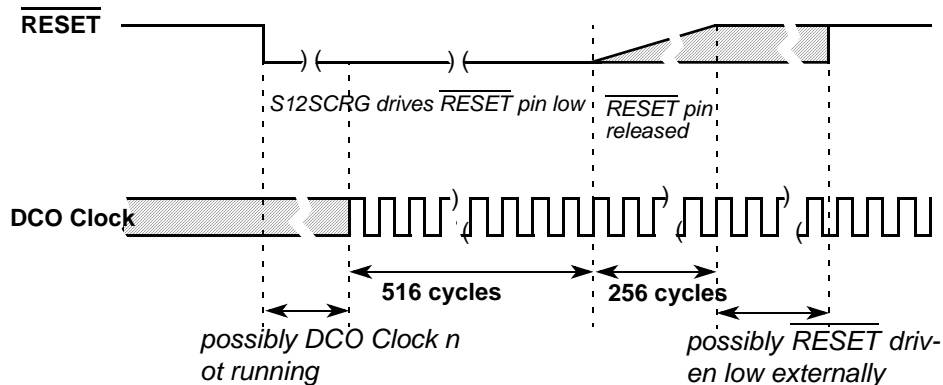 RESET
S12SCRG drives RESET pin low
RESET pin
released
DCO Clock
516 cycles
256 cycles
possibly DCO Clock n
ot running
possibly RESET driv-
en low externally